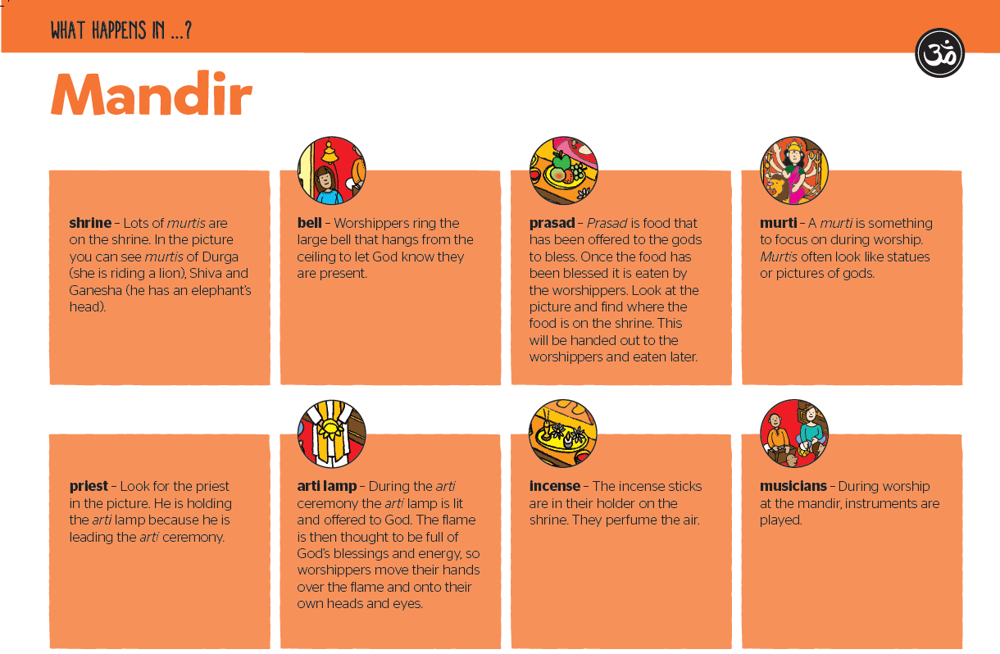 WHAT HAPPENS IN ...?
ॐ
Mandir
shrine – Lots of murtis are
on the shrine. In the picture
you can see murtis of Durga
(she is riding a lion), Shiva and
Ganesha (he has an elephant's
head).
bell – Worshippers ring the
large bell that hangs from the
ceiling to let God know they
are present.
prasad – Prasad is food that
has been offered to the gods
to bless. Once the food has
been blessed it is eaten by
the worshippers. Look at the
picture and find where the
food is on the shrine. This
will be handed out to the
worshippers and eaten later.
murti – A murti is something
to focus on during worship.
Murtis often look like statues
or pictures of gods.
priest – Look for the priest
in the picture. He is holding
the arti lamp because he is
leading the arti ceremony.
arti lamp – During the arti
ceremony the arti lamp is lit
and offered to God. The flame
is then thought to be full of
God's blessings and energy, so
worshippers move their hands
over the flame and onto their
own heads and eyes.
incense – The incense sticks
are in their holder on the
shrine. They perfume the air.
musicians – During worship
at the mandir, instruments are
played.